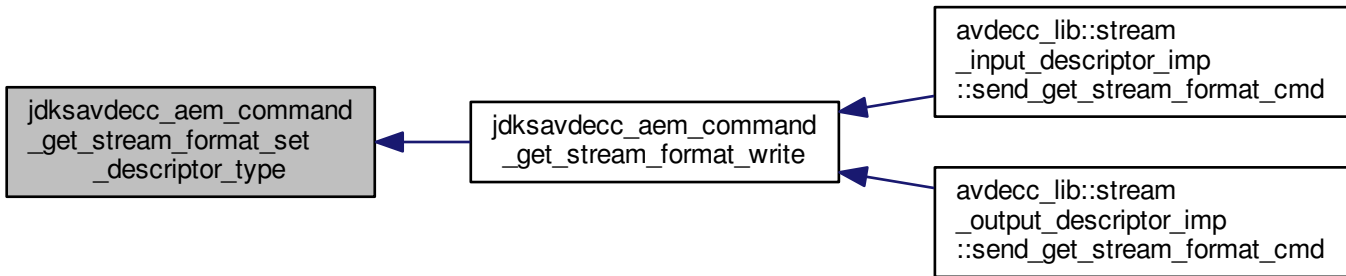 jdksavdecc_aem_command
_get_stream_format_set
_descriptor_type
jdksavdecc_aem_command
_get_stream_format_write
avdecc_lib::stream
_input_descriptor_imp
::send_get_stream_format_cmd
avdecc_lib::stream
_output_descriptor_imp
::send_get_stream_format_cmd